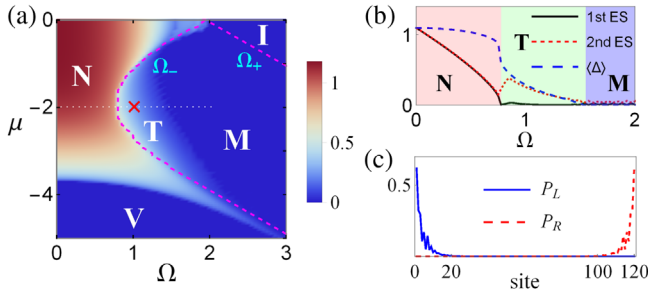 (a)
0
−2
−4
μ
N
Ω−
Ω+
I
T
M
V
0 1 2 3
Ω
1
0.5
0
(b)
1
0
1st ES
T
2nd ES
⟨Δ⟩
N
M
0 1 2
Ω
(c)
0.5
P_L
P_R
0 20 100 120
site